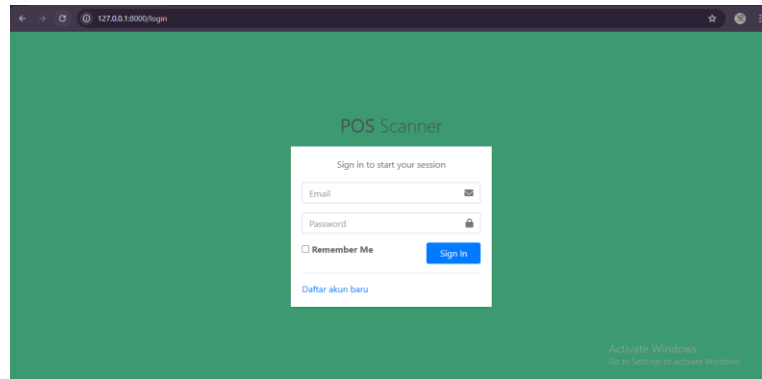 127.0.0.1:8000/login
POS Scanner
Sign in to start your session
Email
Password
Remember Me
Sign In
Daftar akun baru
Activate Windows
Go to Settings to activate Windows.